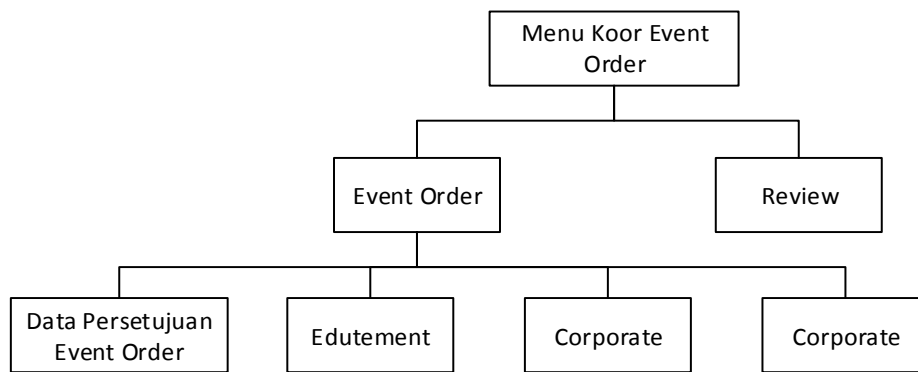 Menu Koor Event
Order
Event Order
Review
Data Persetujuan
Event Order
Edutement
Corporate
Corporate